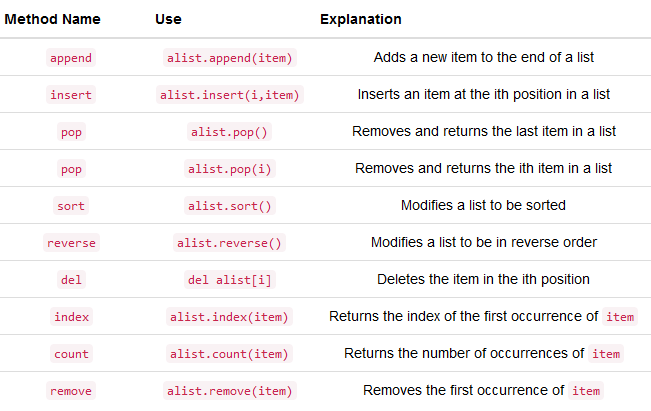 Method Name Use Explanation
append alist.append(item) Adds a new item to the end of a list
insert alist.insert(i,item) Inserts an item at the ith position in a list
pop alist.pop() Removes and returns the last item in a list
pop alist.pop(i) Removes and returns the ith item in a list
sort alist.sort() Modifies a list to be sorted
reverse alist.reverse() Modifies a list to be in reverse order
del del alist[i] Deletes the item in the ith position
index alist.index(item) Returns the index of the first occurrence of item
count alist.count(item) Returns the number of occurrences of item
remove alist.remove(item) Removes the first occurrence of item